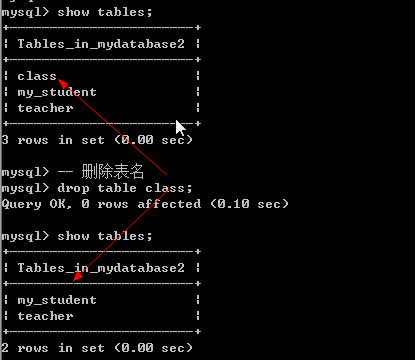 mysql> show tables;
+------------------------+
¦ Tables_in_mydatabase2 ¦
+------------------------+
¦ class                  ¦
¦ my_student             ¦
¦ teacher                ¦
+------------------------+
3 rows in set (0.00 sec)
mysql> -- 删除表名
mysql> drop table class;
Query OK, 0 rows affected (0.10 sec)
mysql> show tables;
+------------------------+
¦ Tables_in_mydatabase2 ¦
+------------------------+
¦ my_student             ¦
¦ teacher                ¦
+------------------------+
2 rows in set (0.00 sec)